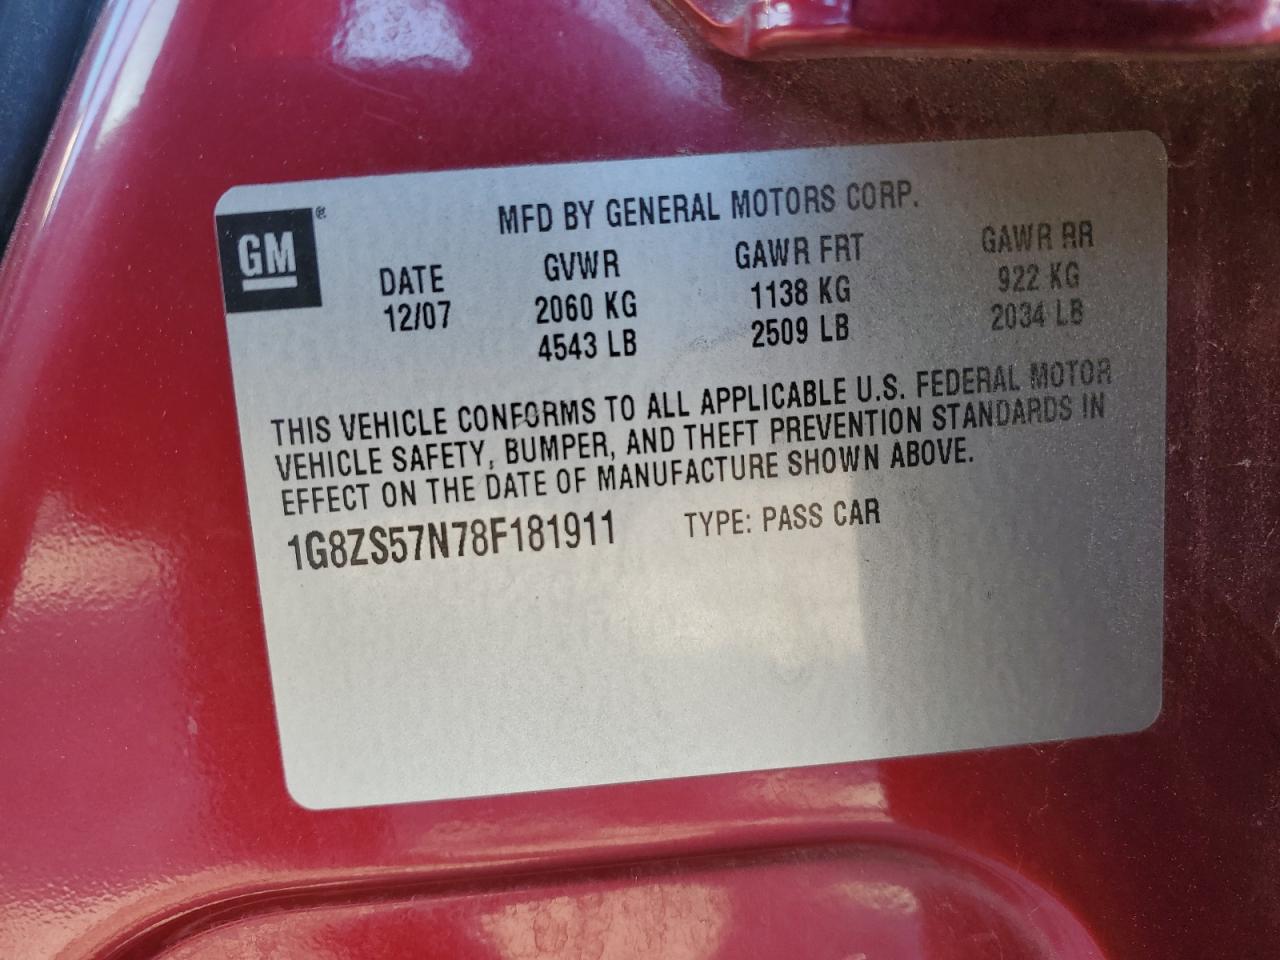 GM®
MFD BY GENERAL MOTORS CORP.
DATE GVWR GAWR FRT GAWR RR
12/07 2060 KG 1138 KG 922 KG
4543 LB 2509 LB 2034 LB
THIS VEHICLE CONFORMS TO ALL APPLICABLE U.S. FEDERAL MOTOR
VEHICLE SAFETY, BUMPER, AND THEFT PREVENTION STANDARDS IN
EFFECT ON THE DATE OF MANUFACTURE SHOWN ABOVE.
1G8ZS57N78F181911 TYPE: PASS CAR